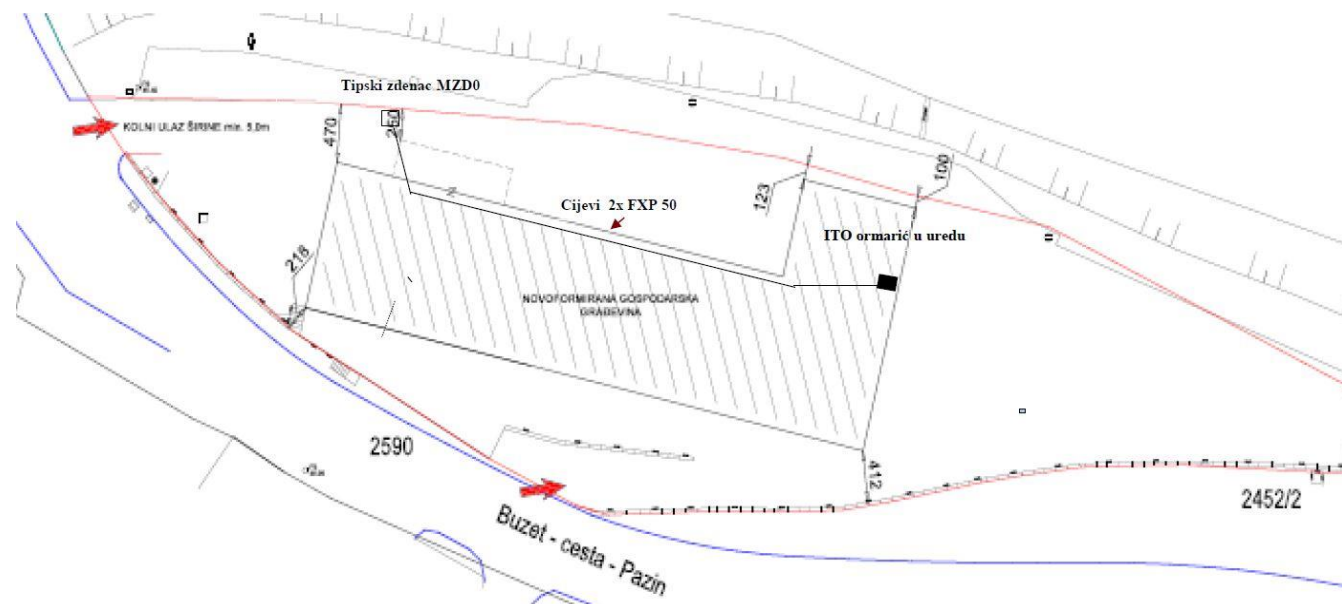 Tipski zdenac MZD0
KOLNI ULAZ ŠIRINE min. 5,0m
470
250
100
123
Cijevi 2x FXP 50
ITO ormarić u uredu
218
NOVOFORMIRANA GOSPODARSKA
GRAĐEVINA
2590
412
2452/2
Buzet - cesta - Pazin